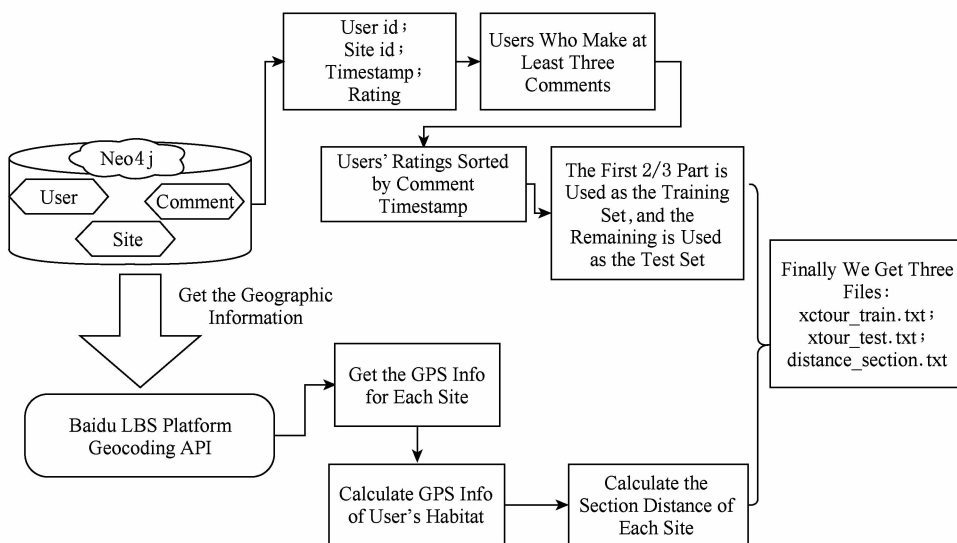 User id;
Site id;
Timestamp;
Rating
Users Who Make at
Least Three
Comments
Neo4j
User
Comment
Site
Users' Ratings Sorted
by Comment
Timestamp
The First 2/3 Part is
Used as the Training
Set, and the
Remaining is Used
as the Test Set
Finally We Get Three
Files:
xctour_train.txt;
xtour_test.txt;
distance_section.txt
Get the Geographic
Information
Baidu LBS Platform
Geocoding API
Get the GPS Info
for Each Site
Calculate GPS Info
of User's Habitat
Calculate the
Section Distance of
Each Site